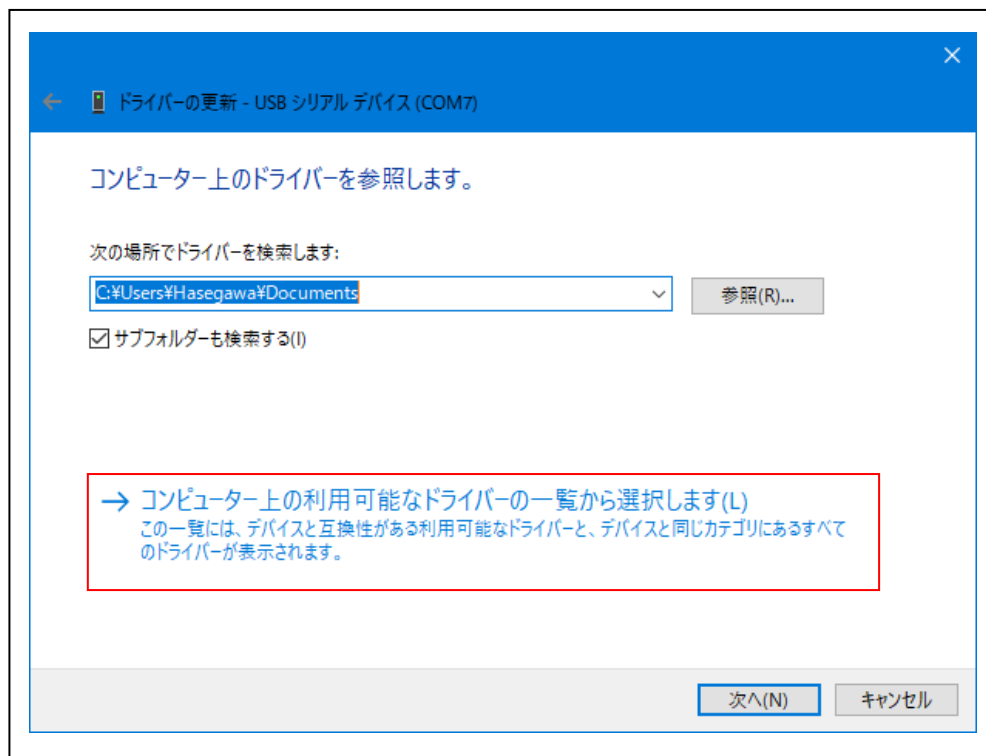 ドライバーの更新 - USB シリアル デバイス (COM7)
コンピューター上のドライバーを参照します。
次の場所でドライバーを検索します:
C:¥Users¥Hasegawa¥Documents
参照(R)...
サブフォルダーも検索する(I)
コンピューター上の利用可能なドライバーの一覧から選択します(L)
この一覧には、デバイスと互換性がある利用可能なドライバーと、デバイスと同じカテゴリにあるすべて
のドライバーが表示されます。
次へ(N)
キャンセル